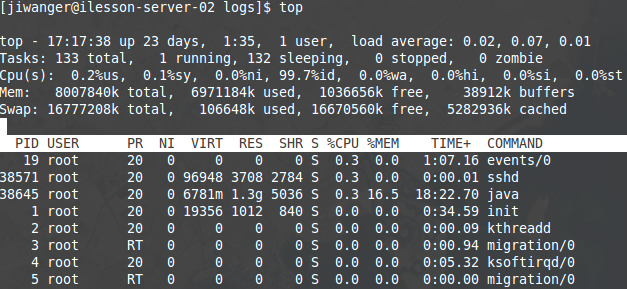 [jiwanger@ilesson-server-02 logs]$ top
top - 17:17:38 up 23 days,  1:35,  1 user,  load average: 0.02, 0.07, 0.01
Tasks: 133 total,   1 running, 132 sleeping,   0 stopped,   0 zombie
Cpu(s):  0.2%us,  0.1%sy,  0.0%ni, 99.7%id,  0.0%wa,  0.0%hi,  0.0%si,  0.0%st
Mem:   8007840k total,  6971184k used,  1036656k free,    38912k buffers
Swap: 16777208k total,   106648k used, 16670560k free,  5282936k cached
PID USER      PR  NI  VIRT  RES  SHR S %CPU %MEM    TIME+  COMMAND
19 root      20   0     0    0    0 S  0.3  0.0   1:07.16 events/0
38571 root      20   0 96948 3708 2784 S  0.3  0.0   0:00.01 sshd
38645 root      20   0 6781m 1.3g 5036 S  0.3 16.5  18:22.70 java
1 root      20   0 19356 1012  840 S  0.0  0.0   0:34.59 init
2 root      20   0     0    0    0 S  0.0  0.0   0:00.09 kthreadd
3 root      RT   0     0    0    0 S  0.0  0.0   0:00.94 migration/0
4 root      20   0     0    0    0 S  0.0  0.0   0:05.32 ksoftirqd/0
5 root      RT   0     0    0    0 S  0.0  0.0   0:00.00 migration/0